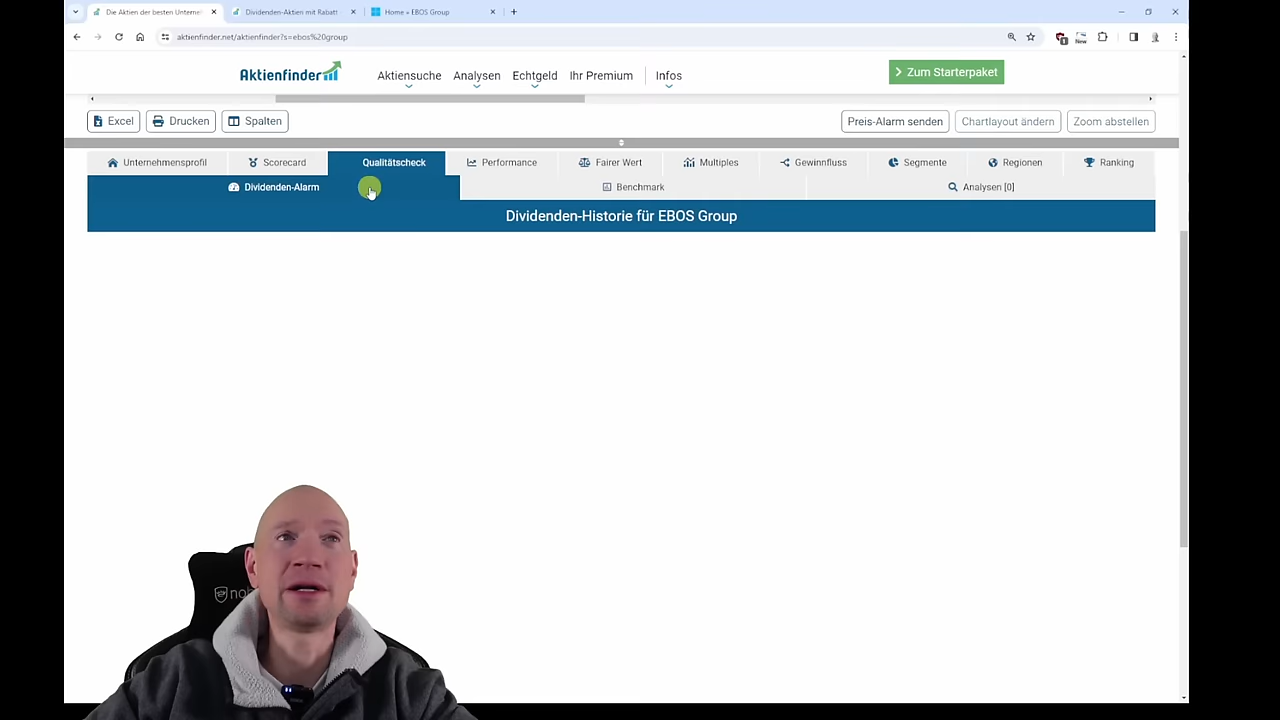 Die Aktien der besten Unterne
Dividenden-Aktien mit Rabatt
Home » EBOS Group
aktienfinder.net/aktienfinder?s=ebos%20group
New
Aktienfinder
Aktiensuche
Analysen
Echtgeld
Ihr Premium
Infos
Zum Starterpaket
Excel
Drucken
Spalten
Preis-Alarm senden
Chartlayout ändern
Zoom abstellen
Unternehmensprofil
Scorecard
Qualitätscheck
Performance
Fairer Wert
Multiples
Gewinnfluss
Segmente
Regionen
Ranking
Dividenden-Alarm
Benchmark
Analysen [0]
Dividenden-Historie für EBOS Group